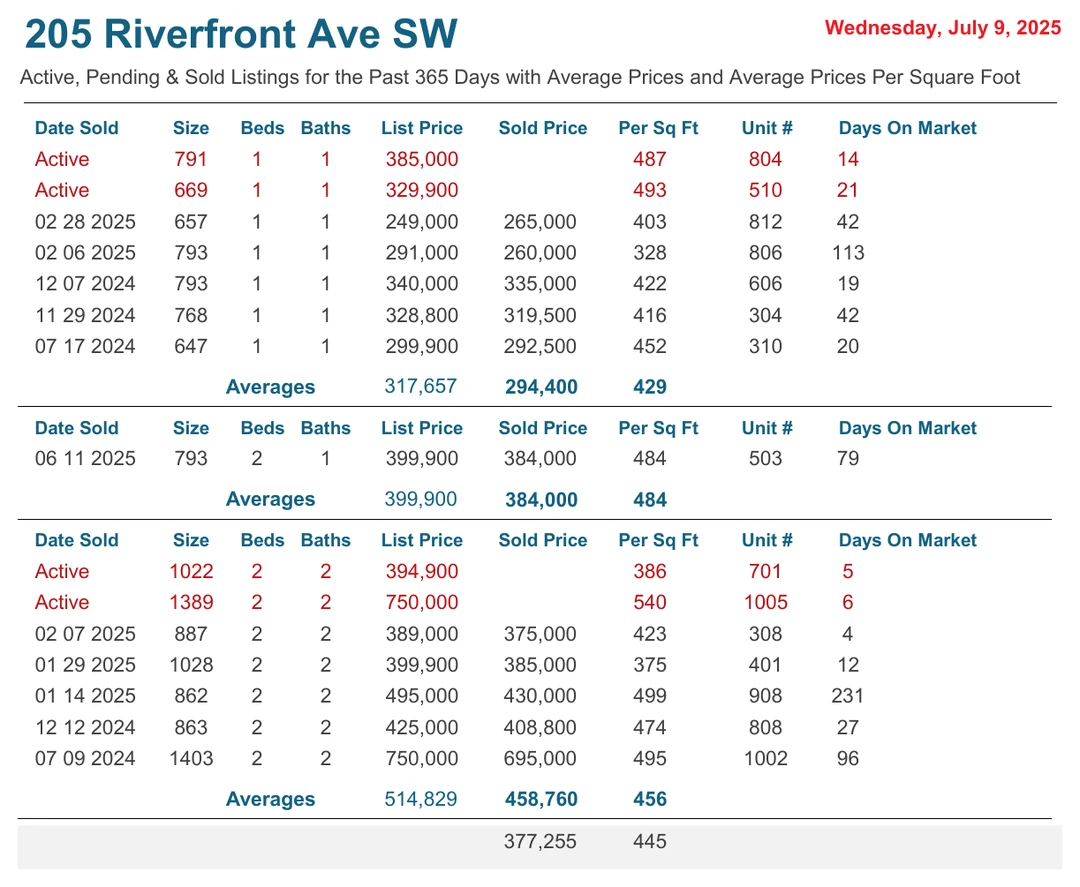 205 Riverfront Ave SW
Wednesday, July 9, 2025
Active, Pending & Sold Listings for the Past 365 Days with Average Prices and Average Prices Per Square Foot
Date Sold Size Beds Baths List Price Sold Price Per Sq Ft Unit # Days On Market
Active 791 1 1 385,000 487 804 14
Active 669 1 1 329,900 493 510 21
02 28 2025 657 1 1 249,000 265,000 403 812 42
02 06 2025 793 1 1 291,000 260,000 328 806 113
12 07 2024 793 1 1 340,000 335,000 422 606 19
11 29 2024 768 1 1 328,800 319,500 416 304 42
07 17 2024 647 1 1 299,900 292,500 452 310 20
Averages 317,657 294,400 429
Date Sold Size Beds Baths List Price Sold Price Per Sq Ft Unit # Days On Market
06 11 2025 793 2 1 399,900 384,000 484 503 79
Averages 399,900 384,000 484
Date Sold Size Beds Baths List Price Sold Price Per Sq Ft Unit # Days On Market
Active 1022 2 2 394,900 386 701 5
Active 1389 2 2 750,000 540 1005 6
02 07 2025 887 2 2 389,000 375,000 423 308 4
01 29 2025 1028 2 2 399,900 385,000 375 401 12
01 14 2025 862 2 2 495,000 430,000 499 908 231
12 12 2024 863 2 2 425,000 408,800 474 808 27
07 09 2024 1403 2 2 750,000 695,000 495 1002 96
Averages 514,829 458,760 456
377,255 445